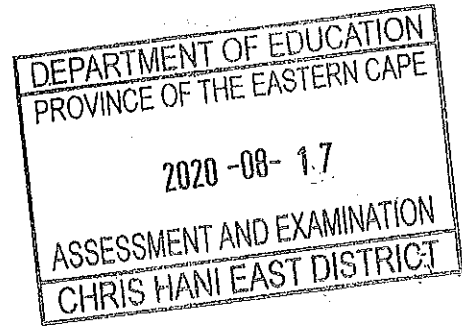 DEPARTMENT OF EDUCATION
PROVINCE OF THE EASTERN CAPE
2020 -08- 17
ASSESSMENT AND EXAMINATION
CHRIS HANI EAST DISTRICT